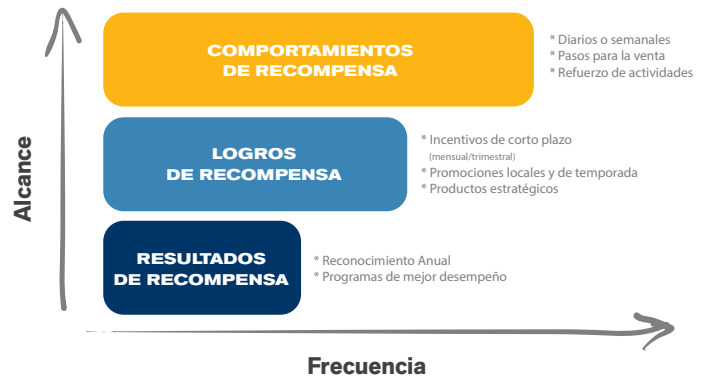 COMPORTAMIENTOS
DE RECOMPENSA
* Diarios o semanales
* Pasos para la venta
* Refuerzo de actividades
LOGROS
DE RECOMPENSA
* Incentivos de corto plazo
(mensual/trimestral)
* Promociones locales y de temporada
* Productos estratégicos
RESULTADOS
DE RECOMPENSA
* Reconocimiento Anual
* Programas de mejor desempeño
Alcance
Frecuencia